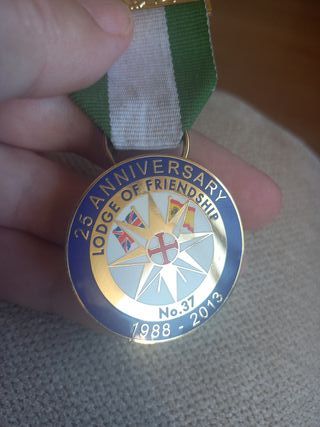 25 ANNIVERSARY
LODGE OF FRIENDSHIP
No.37
1988 - 2013